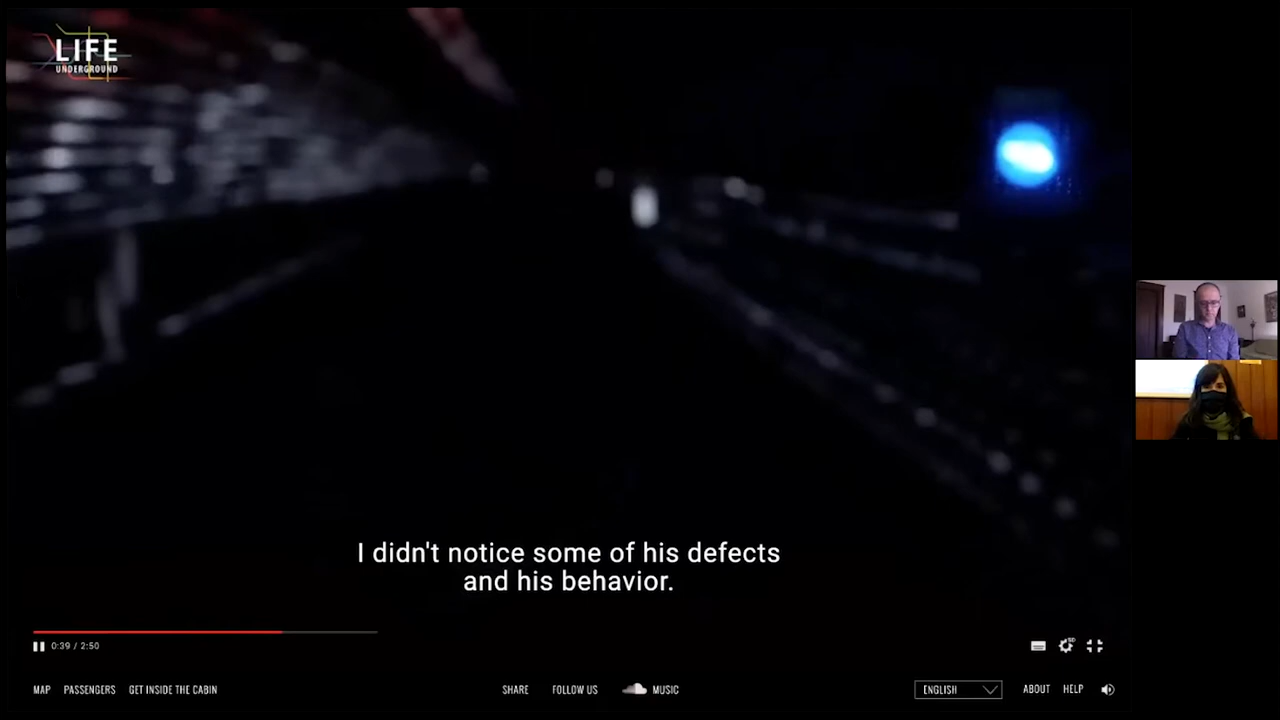 LIFE
UNDERGROUND
I didn't notice some of his defects
and his behavior.
0:39 / 2:50
MAP PASSENGERS GET INSIDE THE CABIN SHARE FOLLOW US MUSIC ENGLISH ABOUT HELP